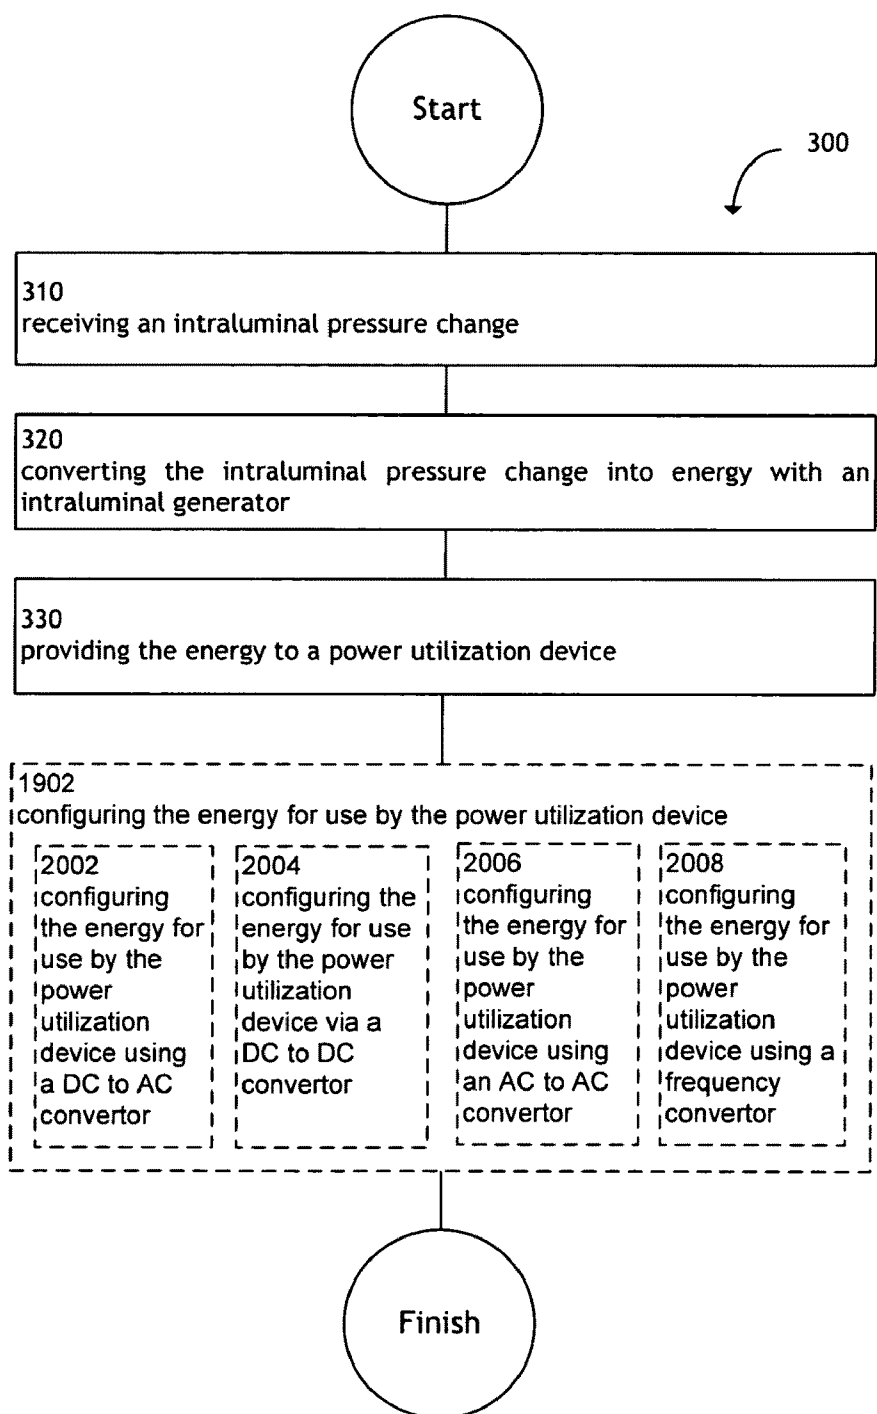 Start
300
310
receiving an intraluminal pressure change
320
converting the intraluminal pressure change into energy with an
intraluminal generator
330
providing the energy to a power utilization device
1902
configuring the energy for use by the power utilization device
2002
configuring
the energy for
use by the
power
utilization
device using
a DC to AC
convertor
2004
configuring the
energy for use
by the power
utilization
device via a
DC to DC
convertor
2006
configuring
the energy for
use by the
power
utilization
device using
an AC to AC
convertor
2008
configuring
the energy for
use by the
power
utilization
device using a
frequency
convertor
Finish